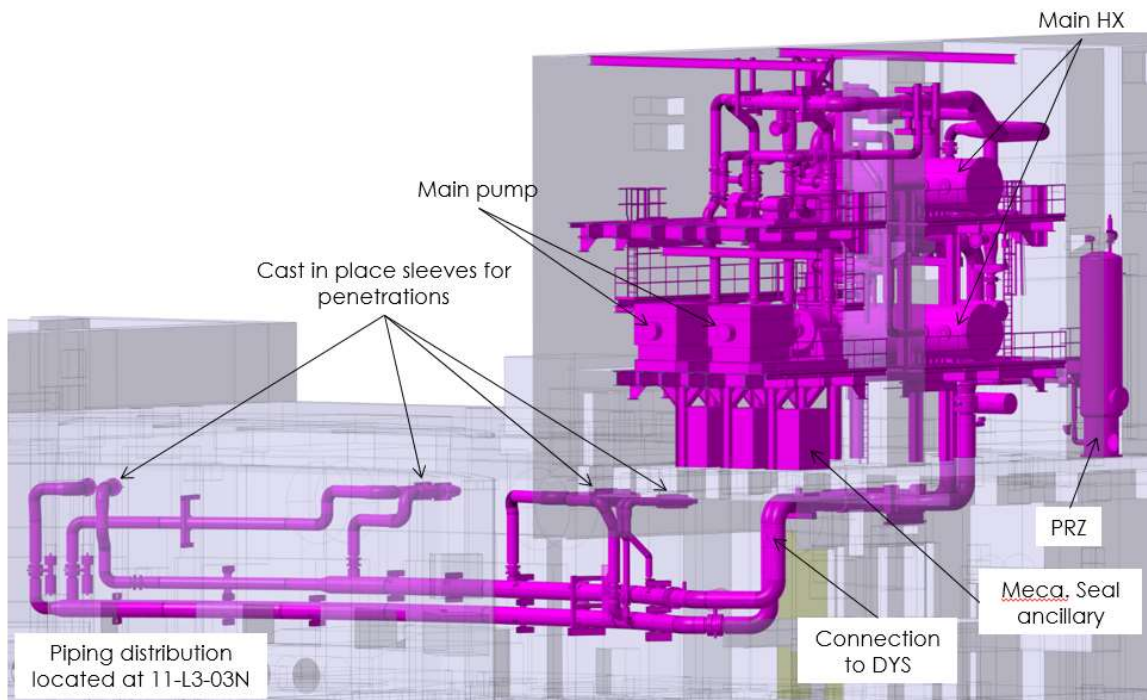 Main HX
Main pump
Cast in place sleeves for
penetrations
PRZ
Meca. Seal
ancillary
Connection
to DYS
Piping distribution
located at 11-L3-03N